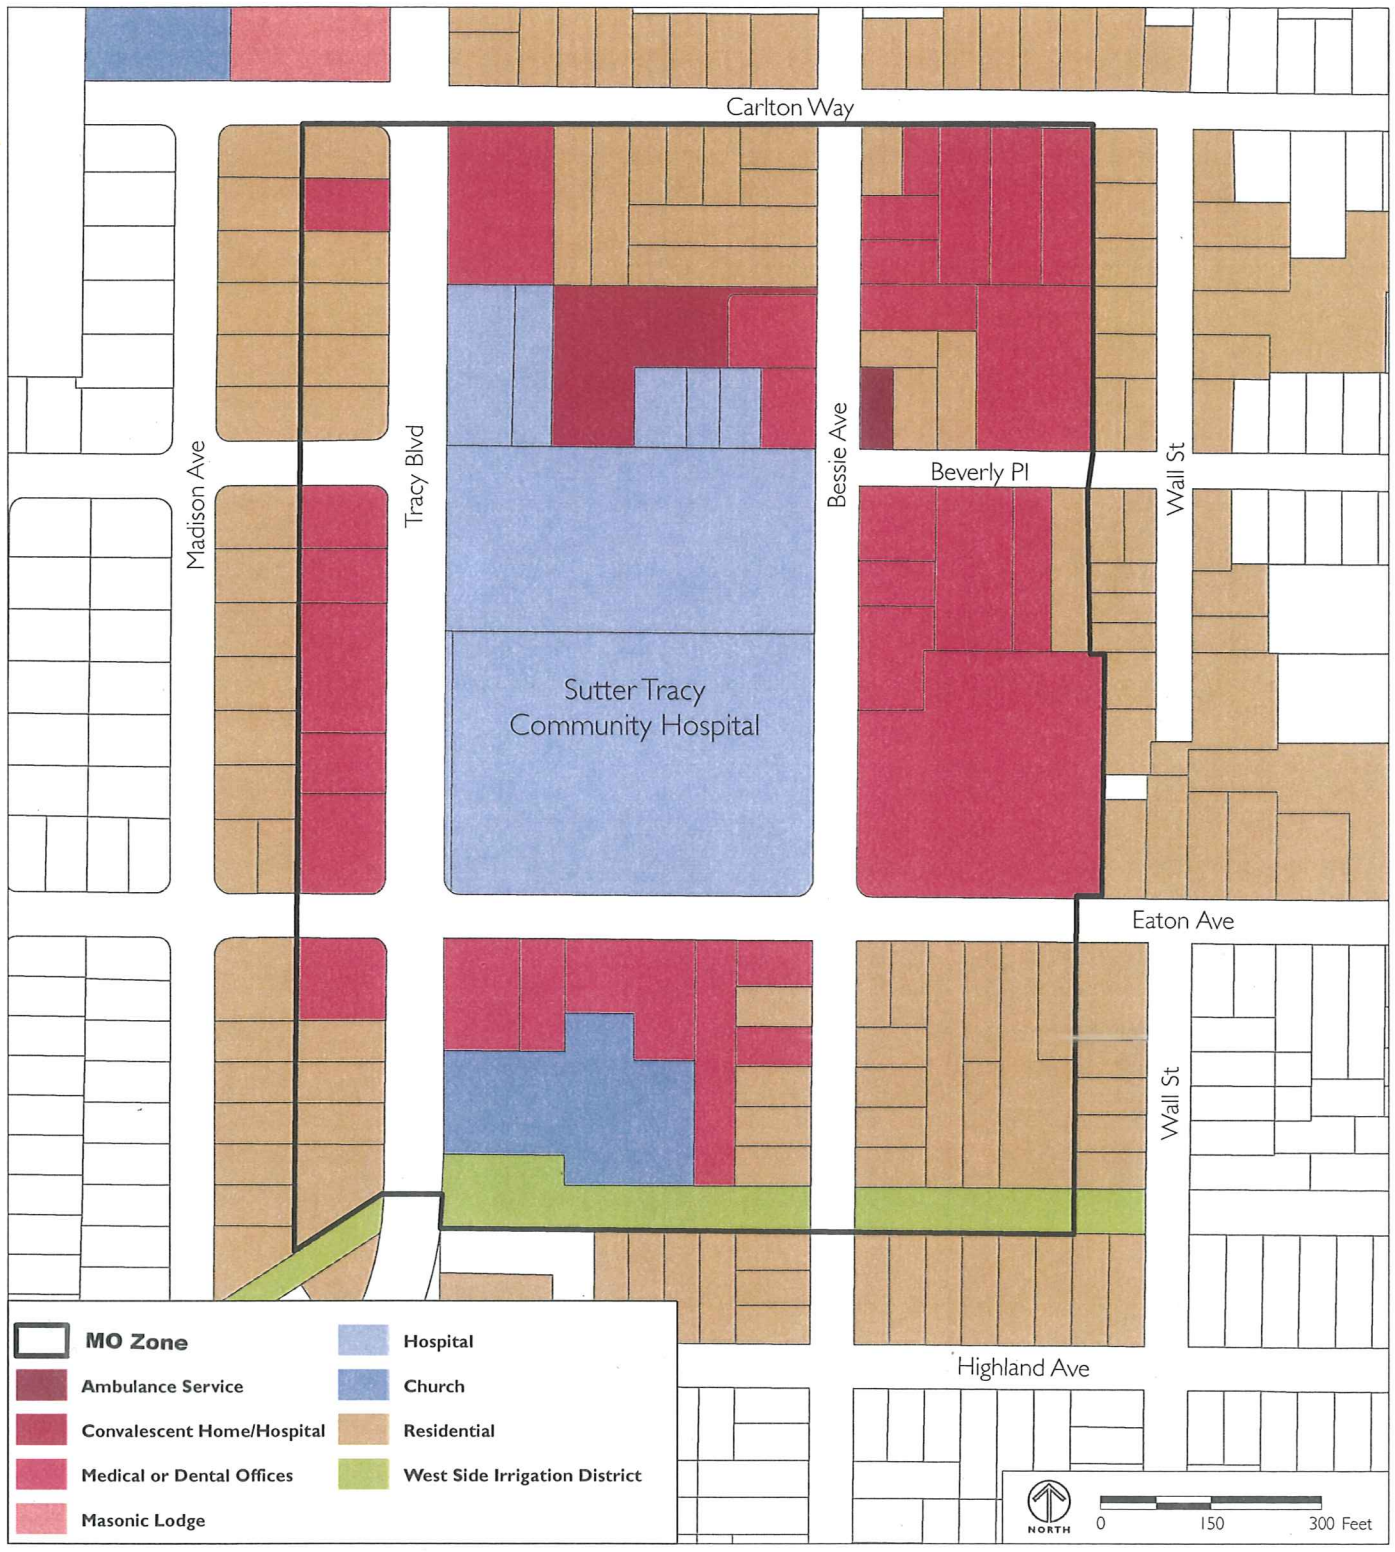 Carlton Way
Madison Ave
Tracy Blvd
Bessie Ave
Beverly Pl
Wall St
Sutter Tracy
Community Hospital
Eaton Ave
Wall St
Highland Ave
MO Zone
Ambulance Service
Convalescent Home/Hospital
Medical or Dental Offices
Masonic Lodge
Hospital
Church
Residential
West Side Irrigation District
NORTH
0 150 300 Feet